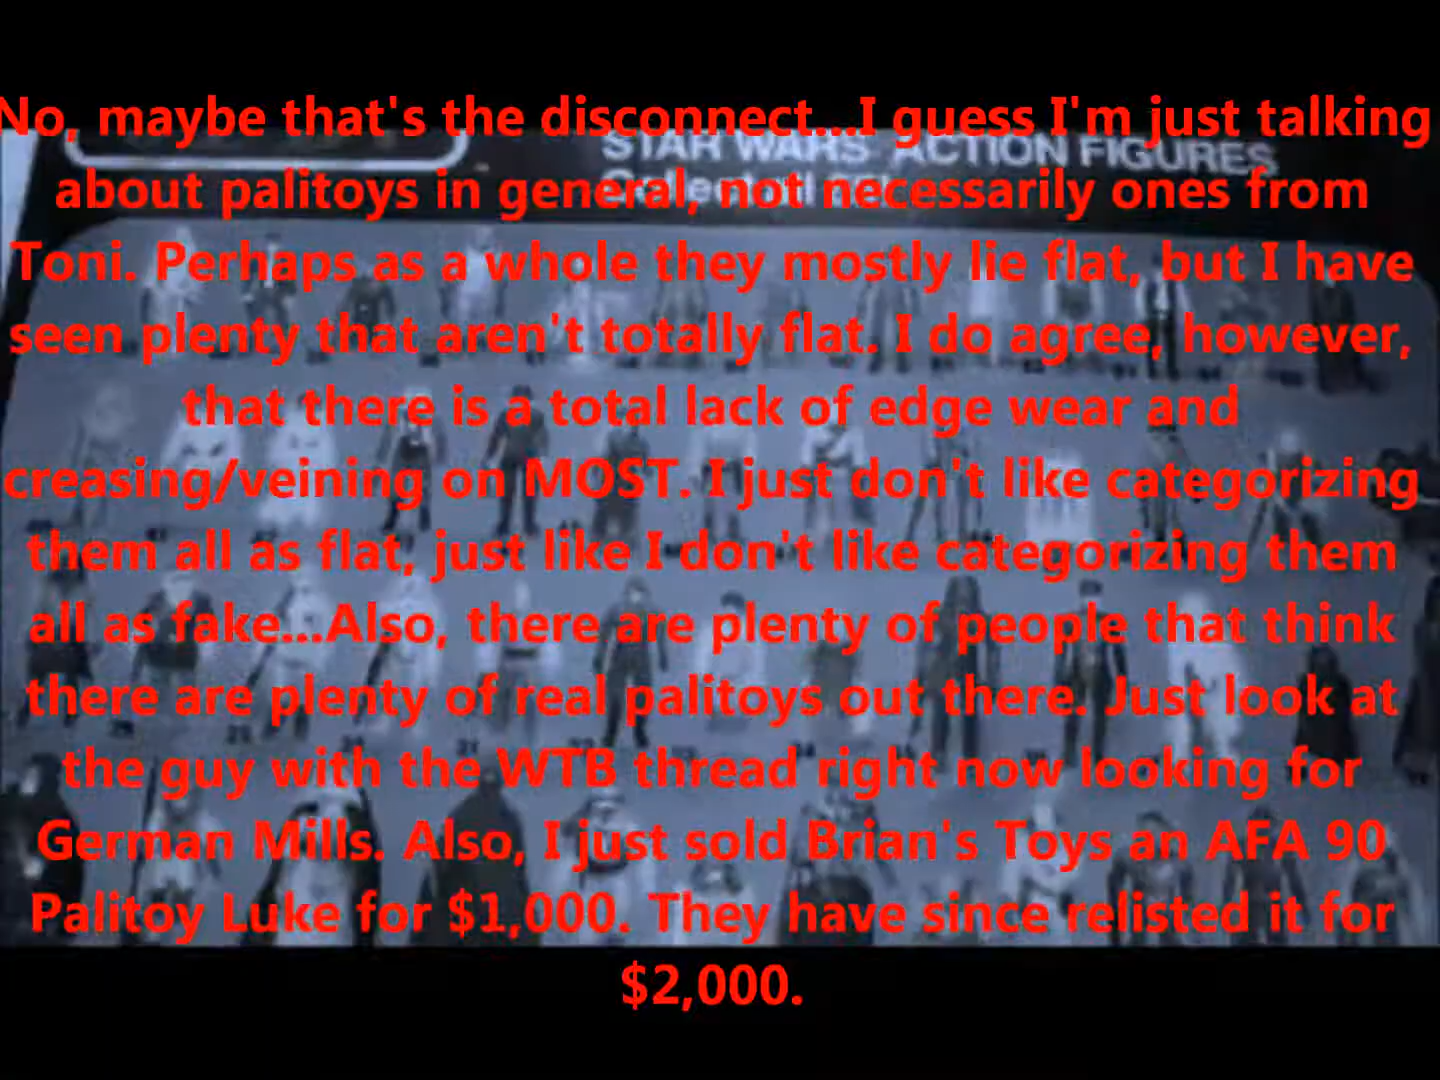 No, maybe that's the disconnect...I guess I'm just talking
STAR WARS ACTION FIGURES
about palitoys in general, not necessarily ones from
Toni. Perhaps as a whole they mostly lie flat, but I have
seen plenty that aren't totally flat. I do agree, however,
that there is a total lack of edge wear and
creasing/veining on MOST. I just don't like categorizing
them all as flat, just like I don't like categorizing them
all as fake...Also, there are plenty of people that think
there are plenty of real palitoys out there. Just look at
the guy with the WTB thread right now looking for
German Mills. Also, I just sold Brian's Toys an AFA 90
Palitoy Luke for $1,000. They have since relisted it for
$2,000.